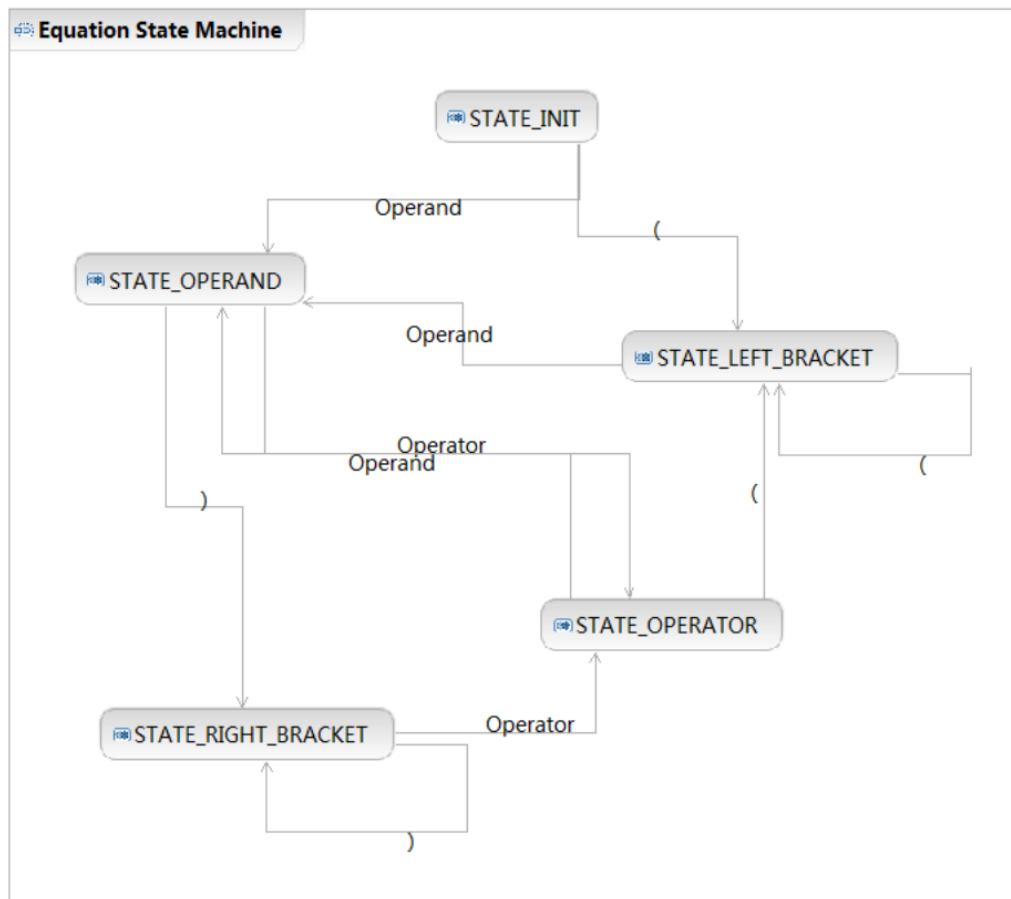 Equation State Machine
STATE_INIT
Operand
(
STATE_OPERAND
Operand
STATE_LEFT_BRACKET
Operator
Operand
(
(
)
STATE_OPERATOR
STATE_RIGHT_BRACKET
Operator
)